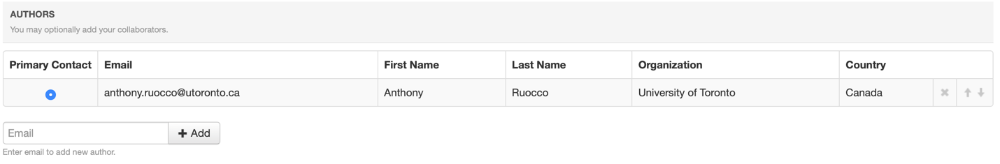 AUTHORS
You may optionally add your collaborators.
Primary Contact Email First Name Last Name Organization Country
anthony.ruocco@utoronto.ca Anthony Ruocco University of Toronto Canada
Email + Add
Enter email to add new author.